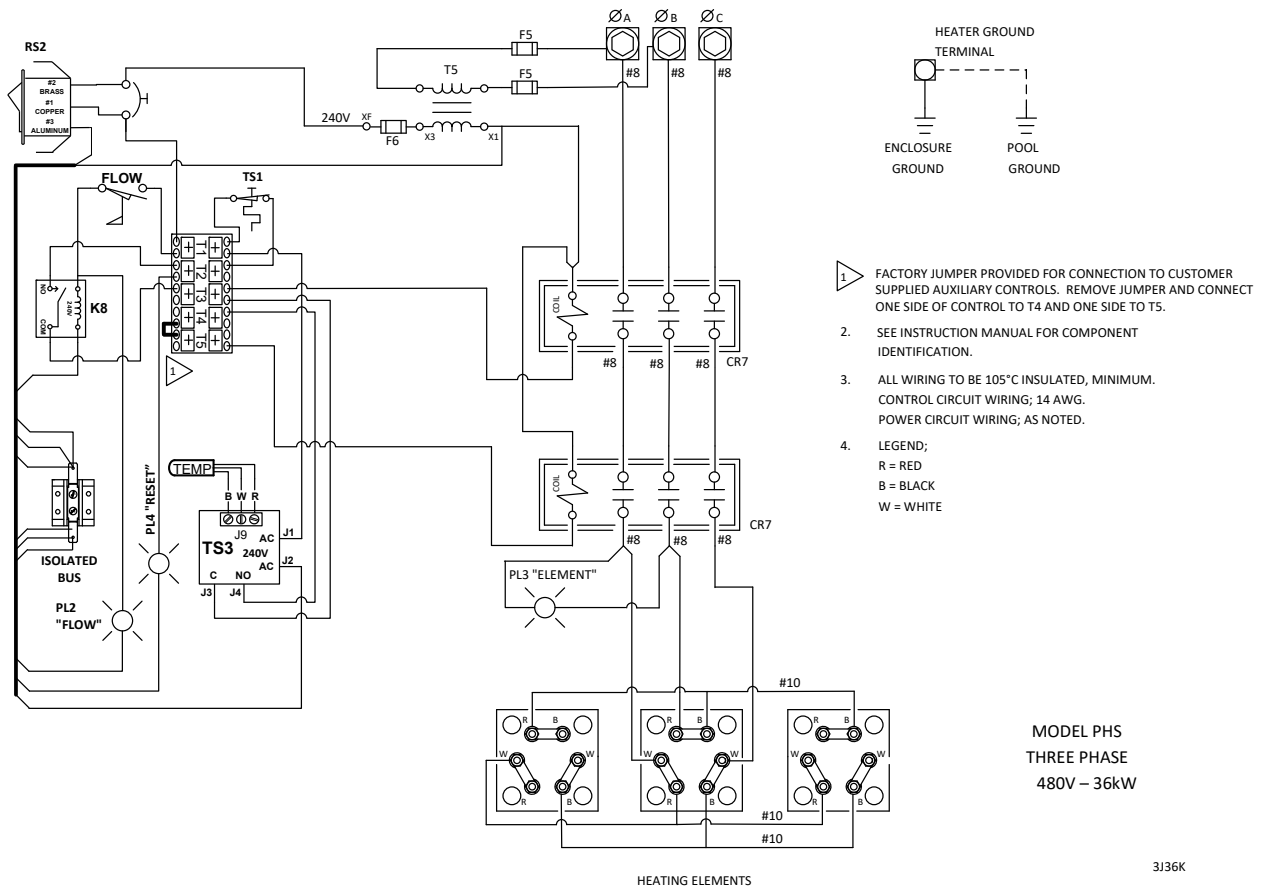 RS2
#2
BRASS
#1
COPPER
#3
ALUMINUM
F5
T5
F5
240V
XF
F6
X3
X1
ØA
ØB
ØC
#8
#8
#8
HEATER GROUND
TERMINAL
ENCLOSURE
GROUND
POOL
GROUND
FLOW
TS1
T1
T2
T3
T4
T5
1
NO
COM
240V
K8
COIL
#8
#8
#8
CR7
COIL
#8
#8
#8
CR7
1 FACTORY JUMPER PROVIDED FOR CONNECTION TO CUSTOMER
SUPPLIED AUXILIARY CONTROLS. REMOVE JUMPER AND CONNECT
ONE SIDE OF CONTROL TO T4 AND ONE SIDE TO T5.
2. SEE INSTRUCTION MANUAL FOR COMPONENT
IDENTIFICATION.
3. ALL WIRING TO BE 105°C INSULATED, MINIMUM.
CONTROL CIRCUIT WIRING; 14 AWG.
POWER CIRCUIT WIRING; AS NOTED.
4. LEGEND;
R = RED
B = BLACK
W = WHITE
ISOLATED
BUS
PL4 "RESET"
PL2
"FLOW"
TEMP
B W R
J9
TS3
240V
AC
AC
J1
J2
C NO
J3 J4
PL3 "ELEMENT"
#10
R B
W W
R B
R B
W W
R B
R B
W W
R B
#10
#10
HEATING ELEMENTS
MODEL PHS
THREE PHASE
480V – 36kW
3J36K